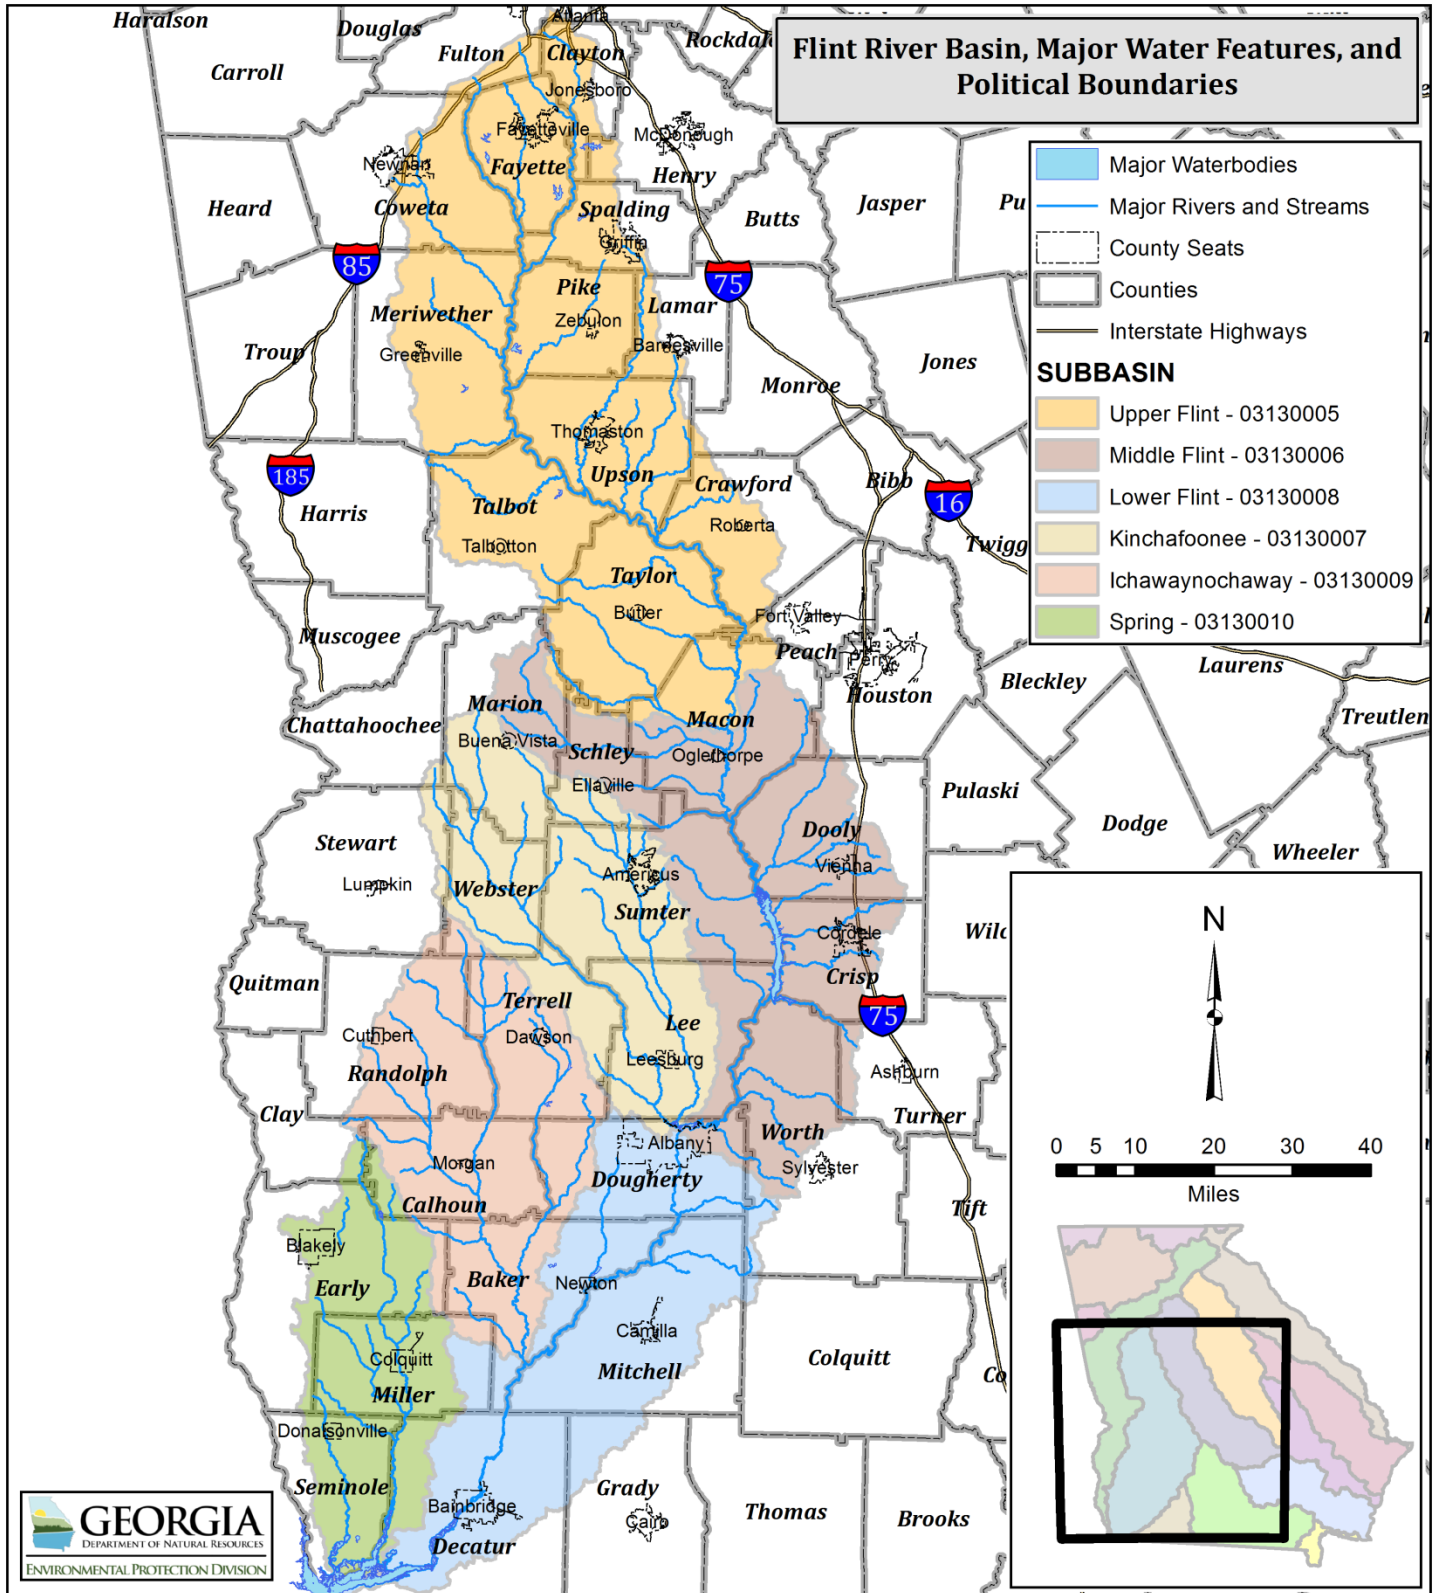 Flint River Basin, Major Water Features, and
Political Boundaries
Major Waterbodies
Major Rivers and Streams
County Seats
Counties
Interstate Highways
SUBBASIN
Upper Flint - 03130005
Middle Flint - 03130006
Lower Flint - 03130008
Kinchafoonee - 03130007
Ichawaynochaway - 03130009
Spring - 03130010
Haralson
Douglas
Atlanta
Fulton
Clayton
Carroll
Jonesboro
Fayetteville
McDonough
Newnan
Fayette
Henry
Heard
Coweta
Spalding
Butts
Jasper
Pu
Griffin
85
75
Pike
Lamar
Meriwether
Zebulon
Troup
Greenville
Barnesville
Jones
Monroe
Thomaston
185
Upson
Crawford
Bibb
16
Harris
Talbot
Roberta
Talbotton
Twigg
Taylor
Butler
Fort Valley
Muscogee
Peach
Perry
Houston
Laurens
Bleckley
Marion
Macon
Treutlen
Chattahoochee
Buena Vista
Schley
Oglethorpe
Ellaville
Pulaski
Dodge
Dooly
Stewart
Wheeler
Vienna
Lumpkin
Americus
Webster
Sumter
Cordele
Wilc
Crisp
Quitman
Terrell
75
Lee
Cuthbert
Dawson
Leesburg
Ashburn
Randolph
Clay
Turner
Worth
Albany
Morgan
Sylvester
Dougherty
Calhoun
Tift
Blakely
Early
Baker
Newton
Camilla
Colquitt
Mitchell
Colquitt
Co
Miller
Donalsonville
Seminole
Grady
Bainbridge
Thomas
Brooks
Cairo
Decatur
N
0 5 10 20 30 40
Miles
GEORGIA
DEPARTMENT OF NATURAL RESOURCES
ENVIRONMENTAL PROTECTION DIVISION